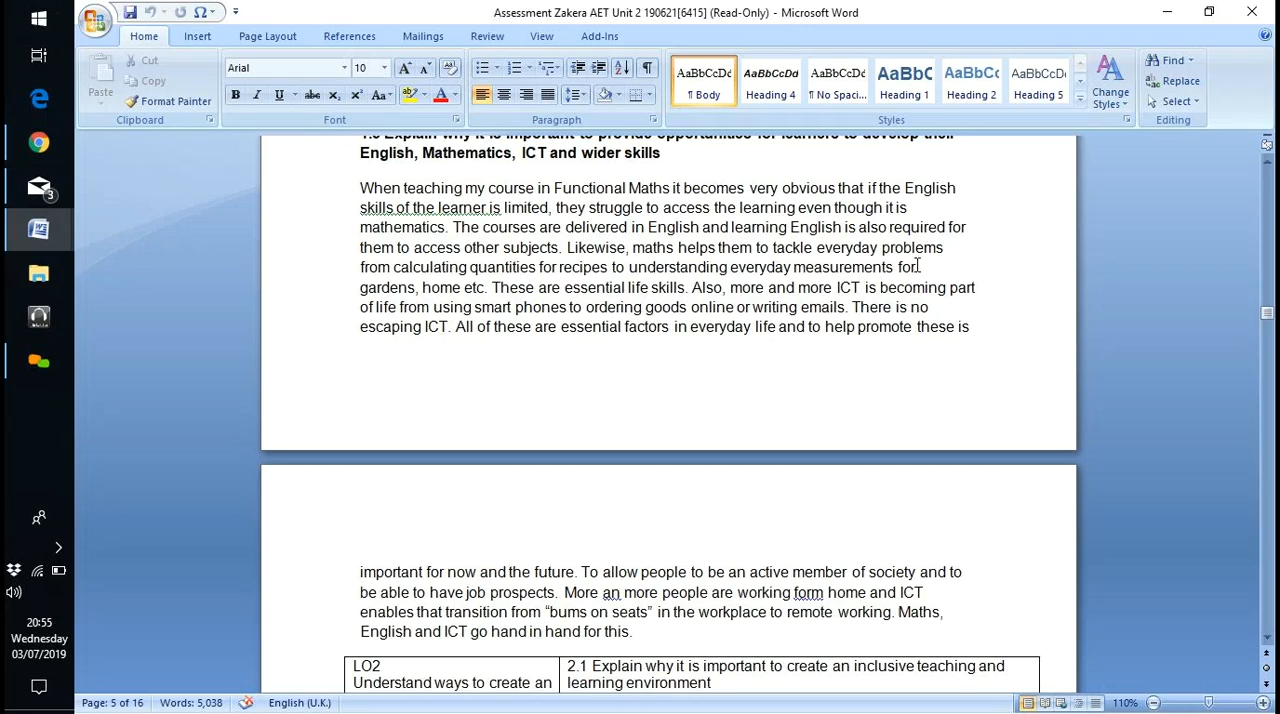 Assessment Zakera AET Unit 2 190621[6415] (Read-Only) - Microsoft Word
Home Insert Page Layout References Mailings Review View Add-Ins
Cut
Copy
Format Painter
Paste
Clipboard
Arial 10
Font
Paragraph
AaBbCcDd AaBbCcDd AaBbCcDd AaBbC AaBbCc AaBbCcDd
¶ Body Heading 4 ¶ No Spaci... Heading 1 Heading 2 Heading 5
Change Styles
Styles
Find
Replace
Select
Editing
Explain why it is important to provide opportunities for learners to develop their
English, Mathematics, ICT and wider skills
When teaching my course in Functional Maths it becomes very obvious that if the English
skills of the learner is limited, they struggle to access the learning even though it is
mathematics. The courses are delivered in English and learning English is also required for
them to access other subjects. Likewise, maths helps them to tackle everyday problems
from calculating quantities for recipes to understanding everyday measurements for
gardens, home etc. These are essential life skills. Also, more and more ICT is becoming part
of life from using smart phones to ordering goods online or writing emails. There is no
escaping ICT. All of these are essential factors in everyday life and to help promote these is
important for now and the future. To allow people to be an active member of society and to
be able to have job prospects. More an more people are working form home and ICT
enables that transition from “bums on seats” in the workplace to remote working. Maths,
English and ICT go hand in hand for this.
LO2 2.1 Explain why it is important to create an inclusive teaching and
Understand ways to create an learning environment
3
20:55
Wednesday
03/07/2019
Page: 5 of 16 Words: 5,038 English (U.K.) 110%